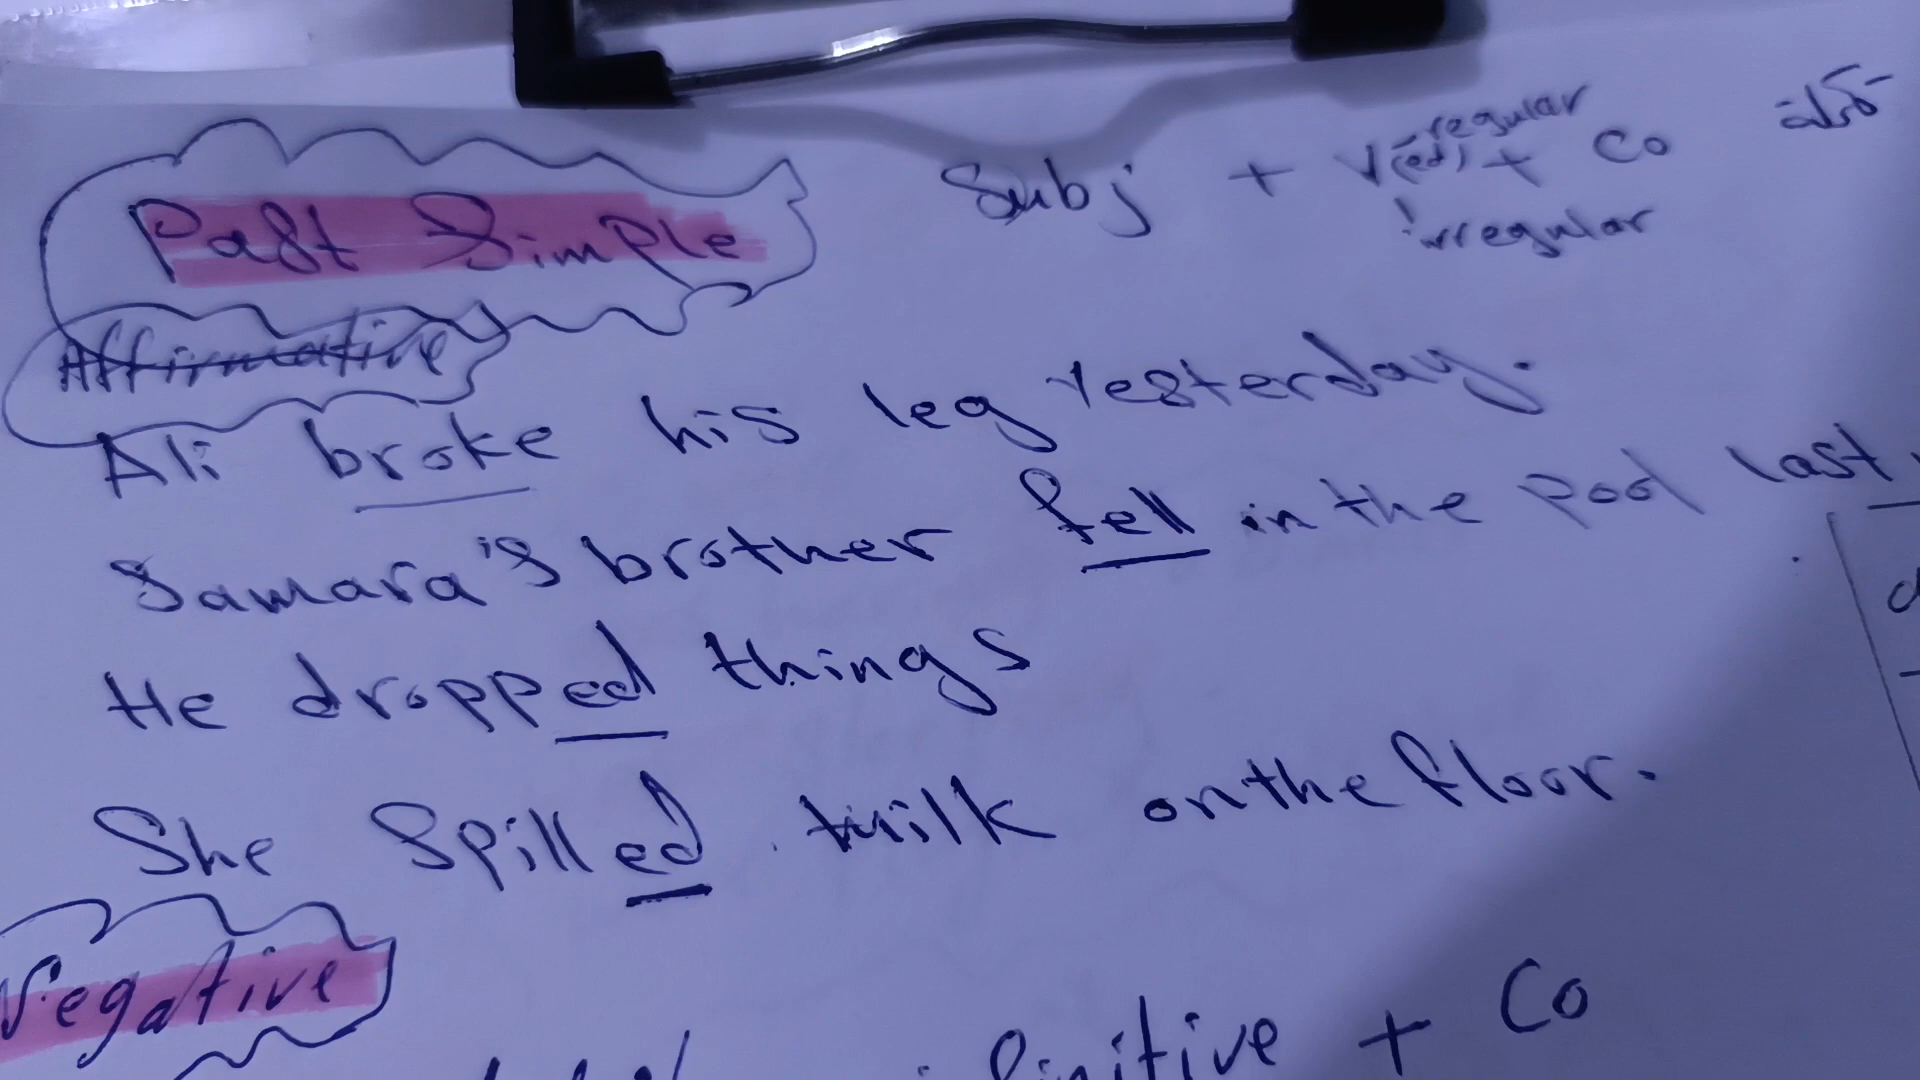 Past Simple Subj + V(ed) + Co
regular
irregular
Affirmative
Ali broke his leg Yesterday.
Samara's brother fell in the pool last
He dropped things
She Spilled milk on the floor.
Negative
infinitive + Co